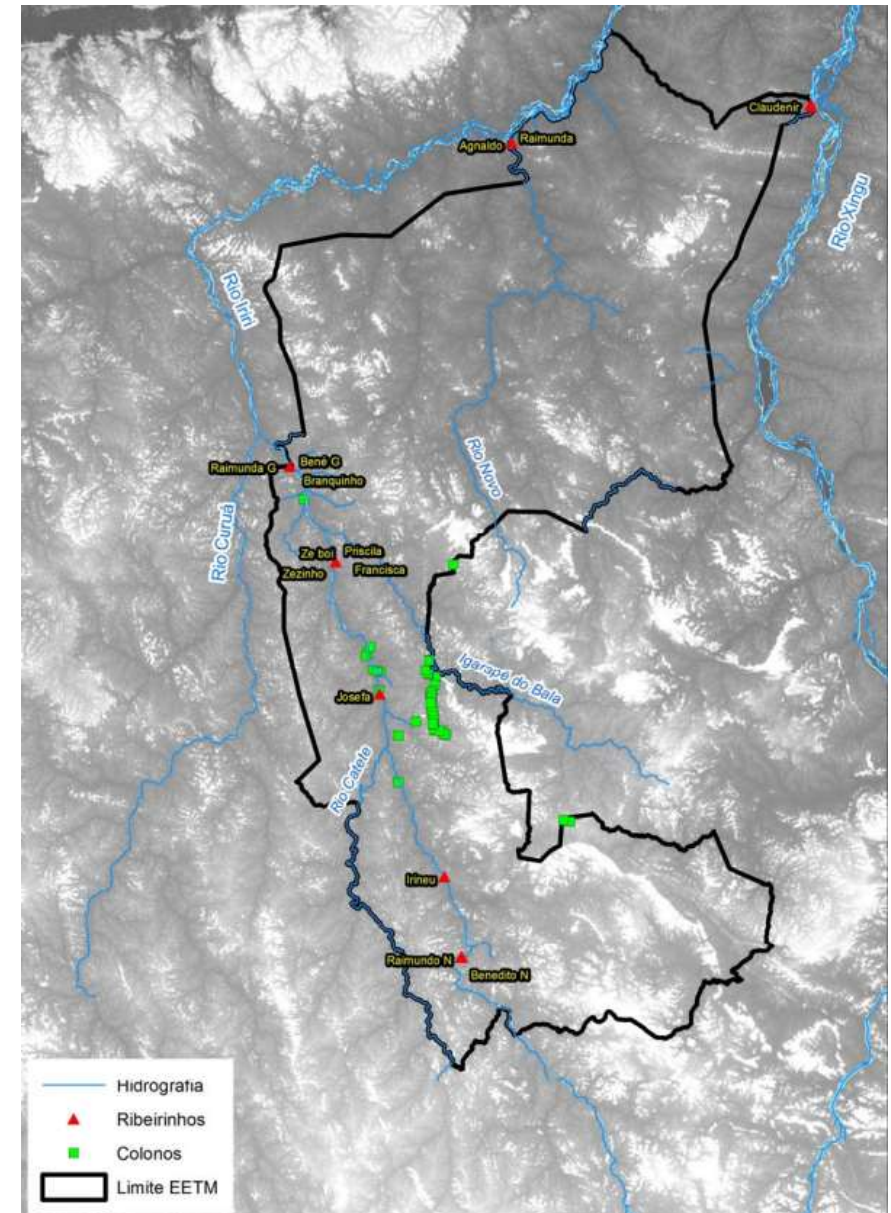 Claudenir
Agnaldo
Raimunda
Rio Xingu
Rio Iriri
Rio Novo
Raimunda G
Bené G
Branquinho
Rio Curuá
Ze boi
Priscila
Zezinho
Francisca
Igarapé do Bala
Josefa
Rio Catete
Irineu
Raimundo N
Benedito N
Hidrografia
Ribeirinhos
Colonos
Limite EETM